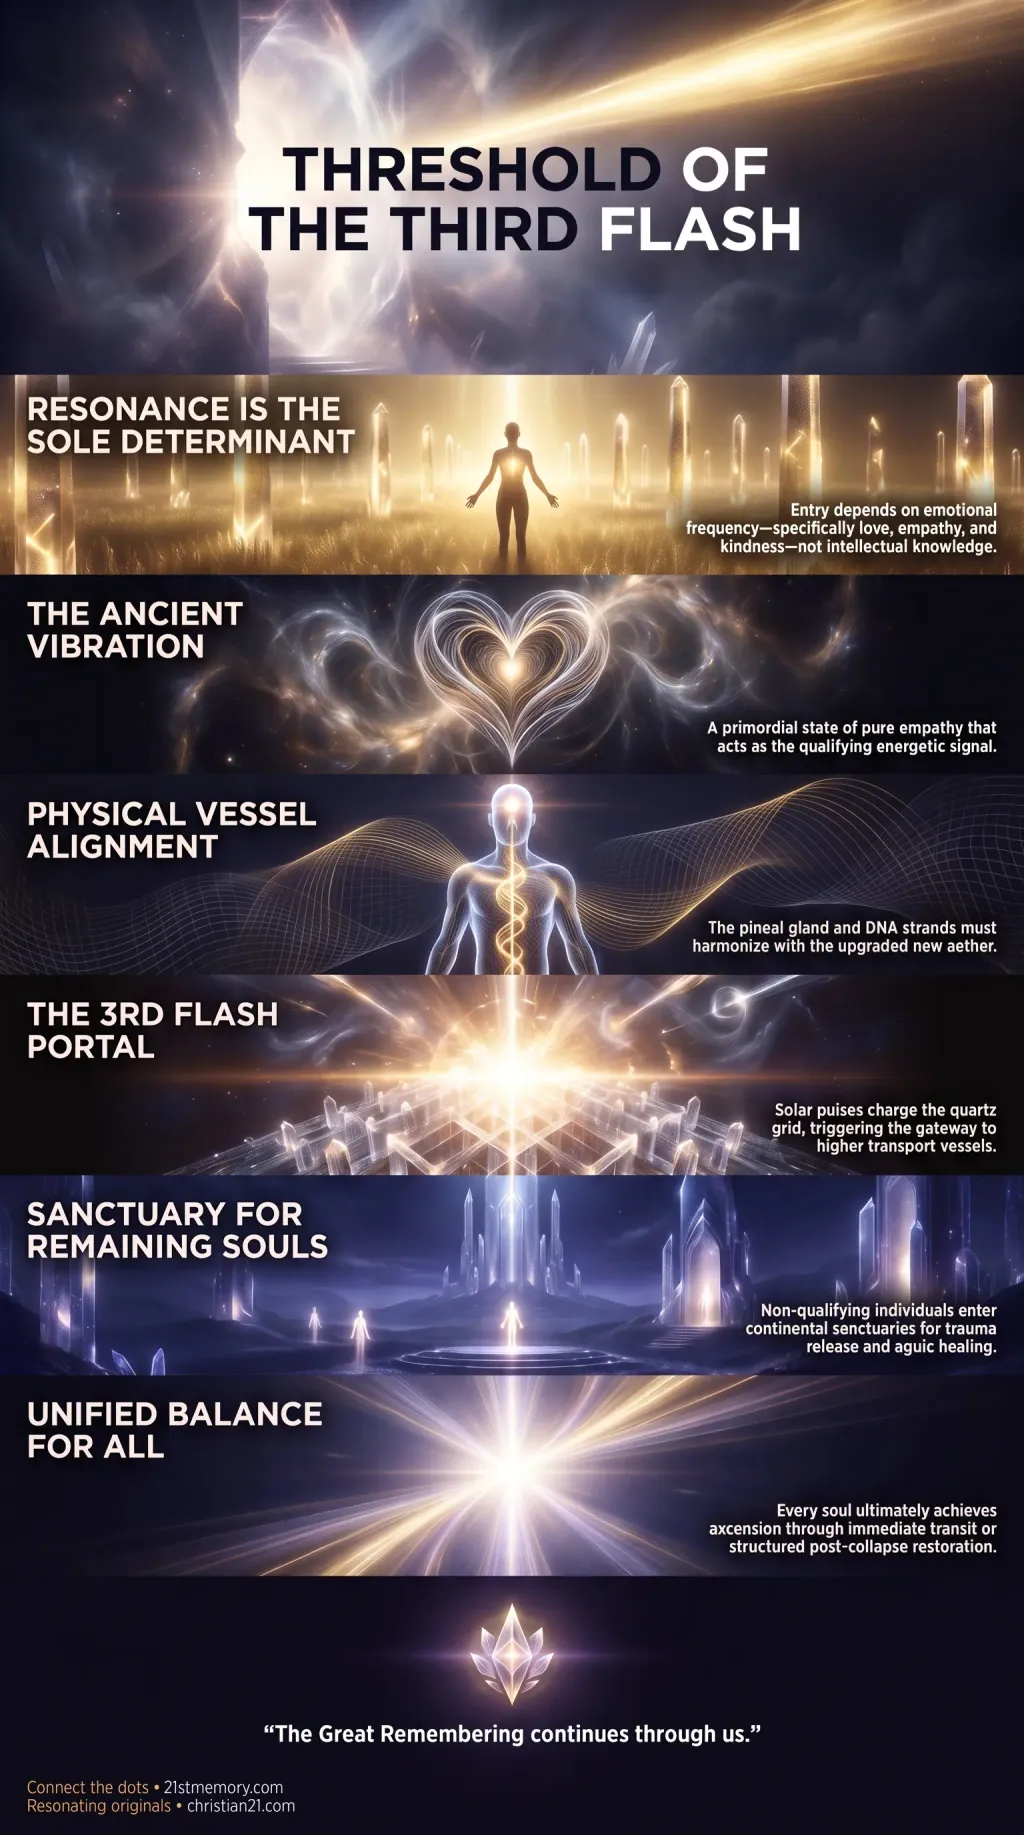 THRESHOLD OF
THE THIRD FLASH
RESONANCE IS THE
SOLE DETERMINANT
Entry depends on emotional
frequency—specifically love, empathy, and
kindness—not intellectual knowledge.
THE ANCIENT
VIBRATION
A primordial state of pure empathy that
acts as the qualifying energetic signal.
PHYSICAL VESSEL
ALIGNMENT
The pineal gland and DNA strands must
harmonize with the upgraded new aether.
THE 3RD FLASH
PORTAL
Solar puises charge the quartz
grid, triggering the gateway to
higher transport vessels.
SANCTUARY FOR
REMAINING SOULS
Non-qualifying individuals enter
continental sanctuaries for trauma
release and aguic healing.
UNIFIED BALANCE
FOR ALL
Every soul ultimately achieves
axcension through immediate transit or
structured post-collapse restoration.
“The Great Remembering continues through us.”
Connect the dots • 21stmemory.com
Resonating originals • christian21.com